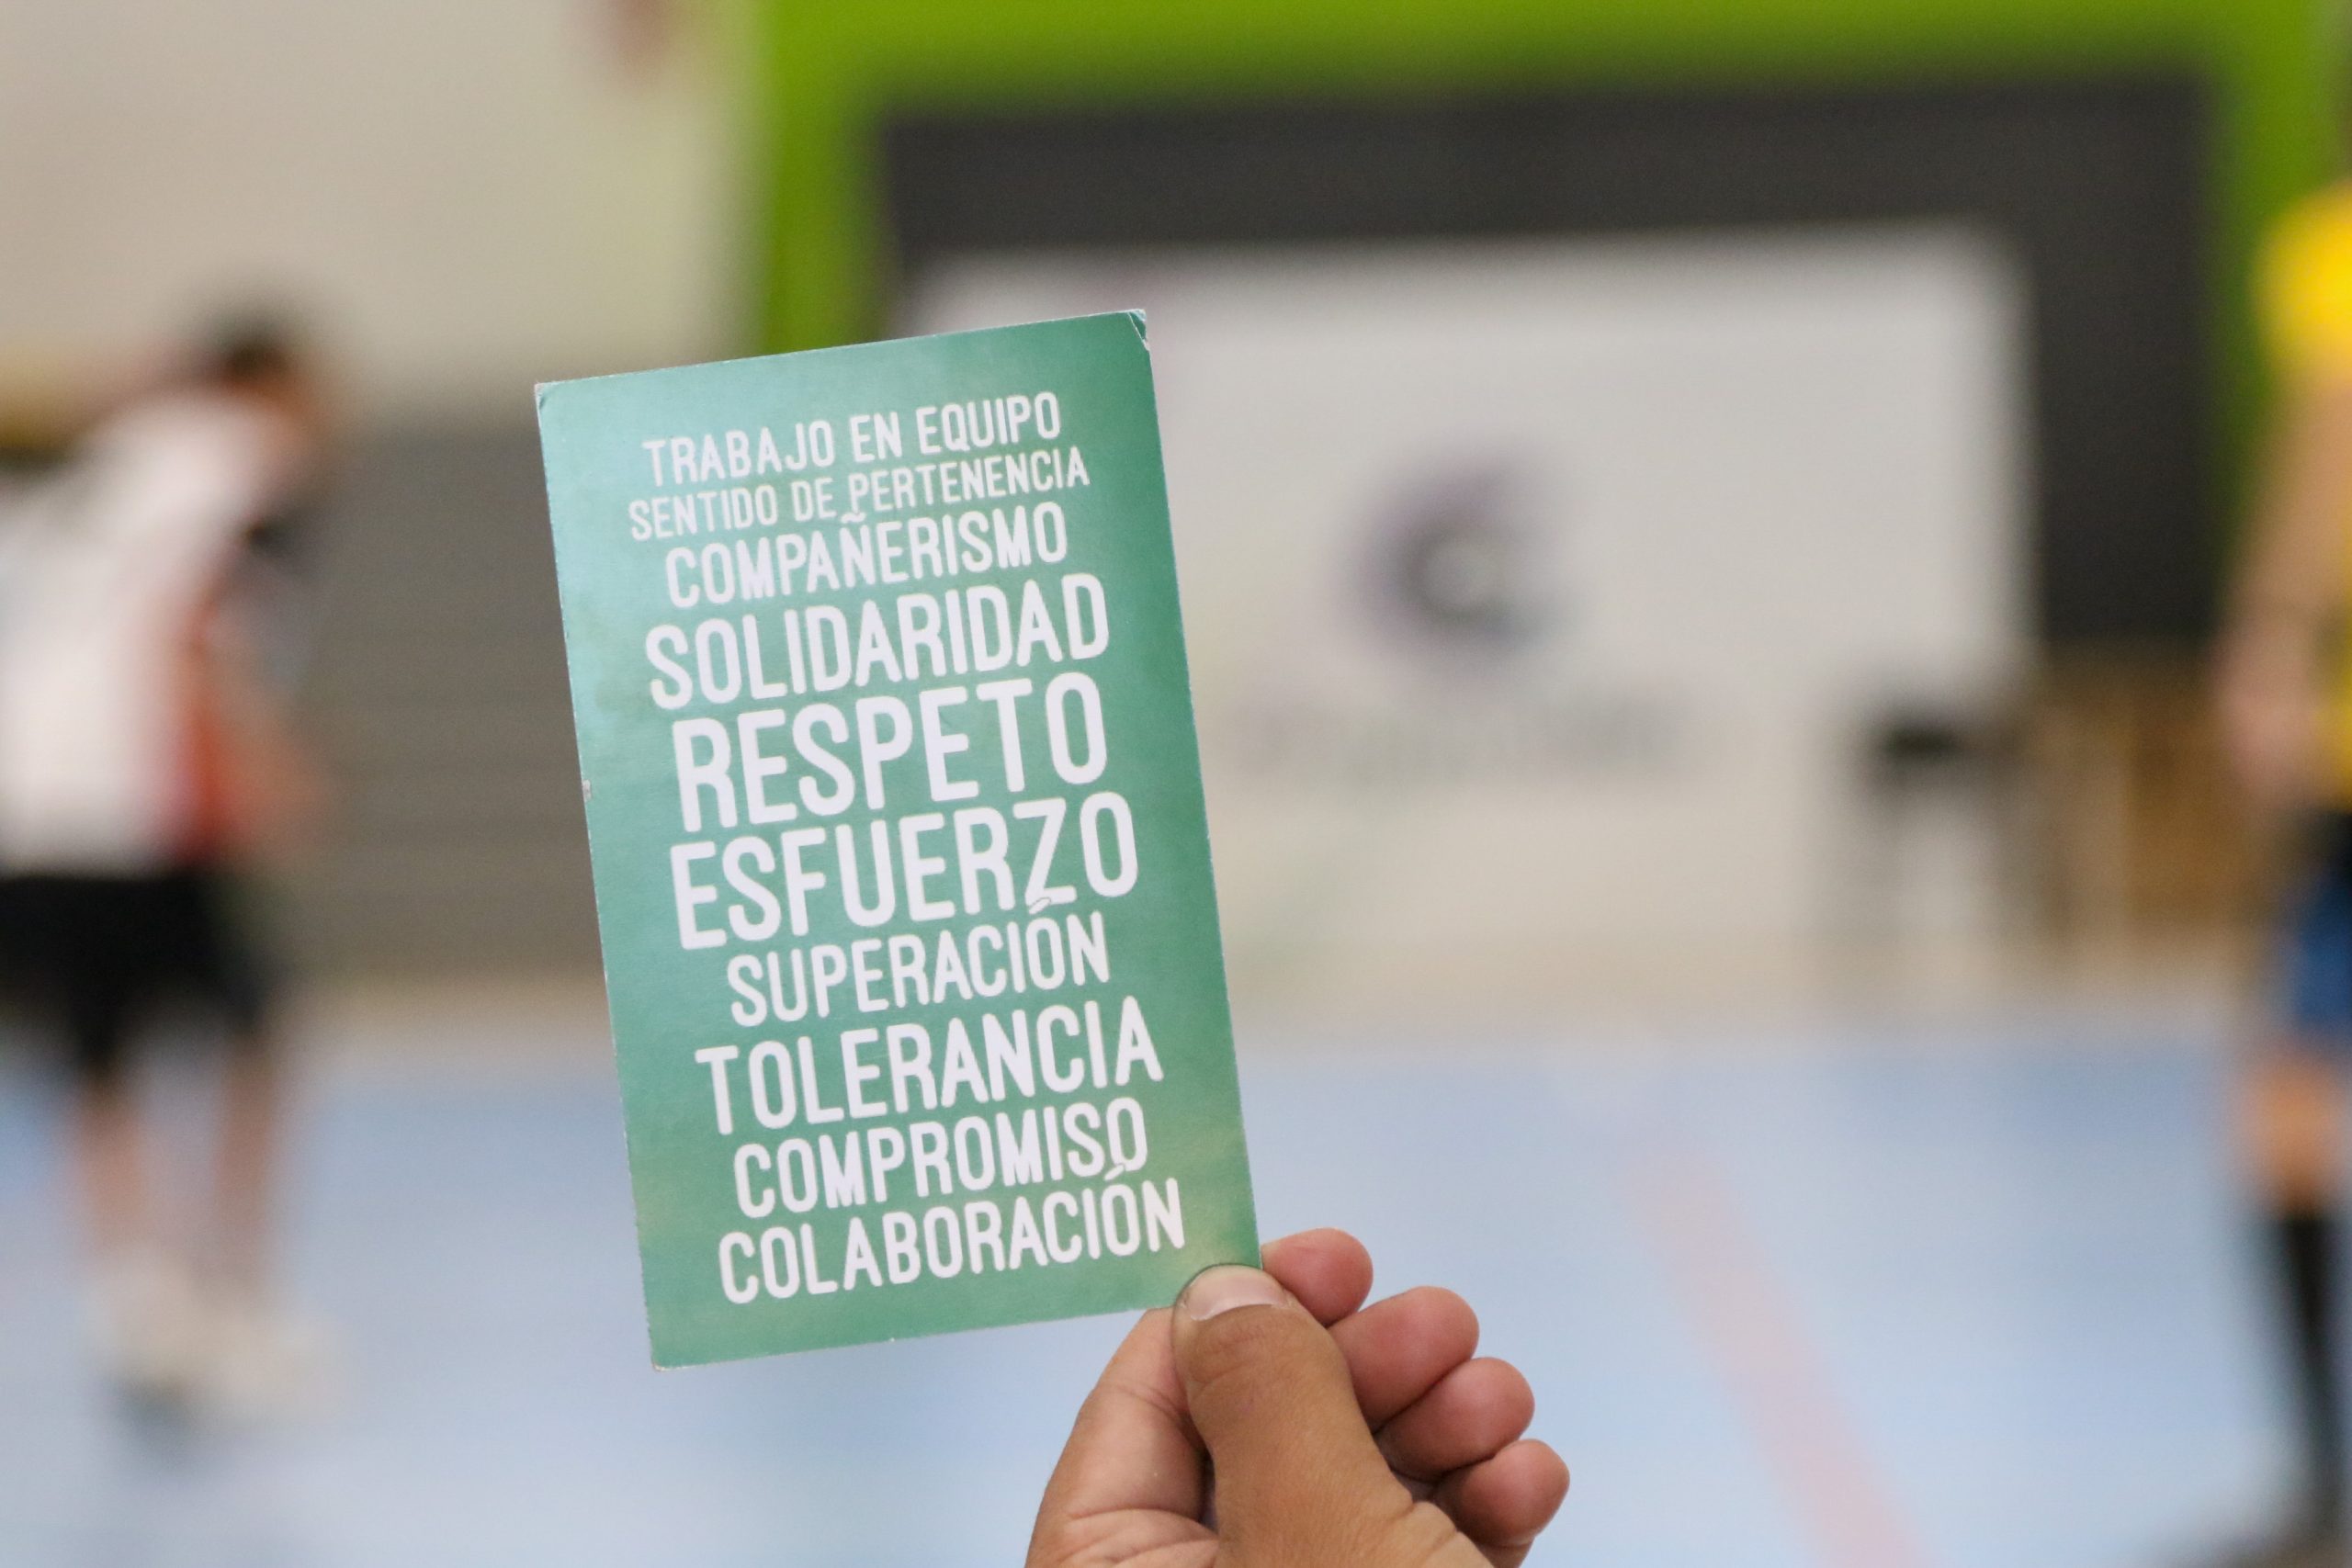 TRABAJO EN EQUIPO
SENTIDO DE PERTENENCIA
COMPAÑERISMO
SOLIDARIDAD
RESPETO
ESFUERZO
SUPERACIÓN
TOLERANCIA
COMPROMISO
COLABORACIÓN